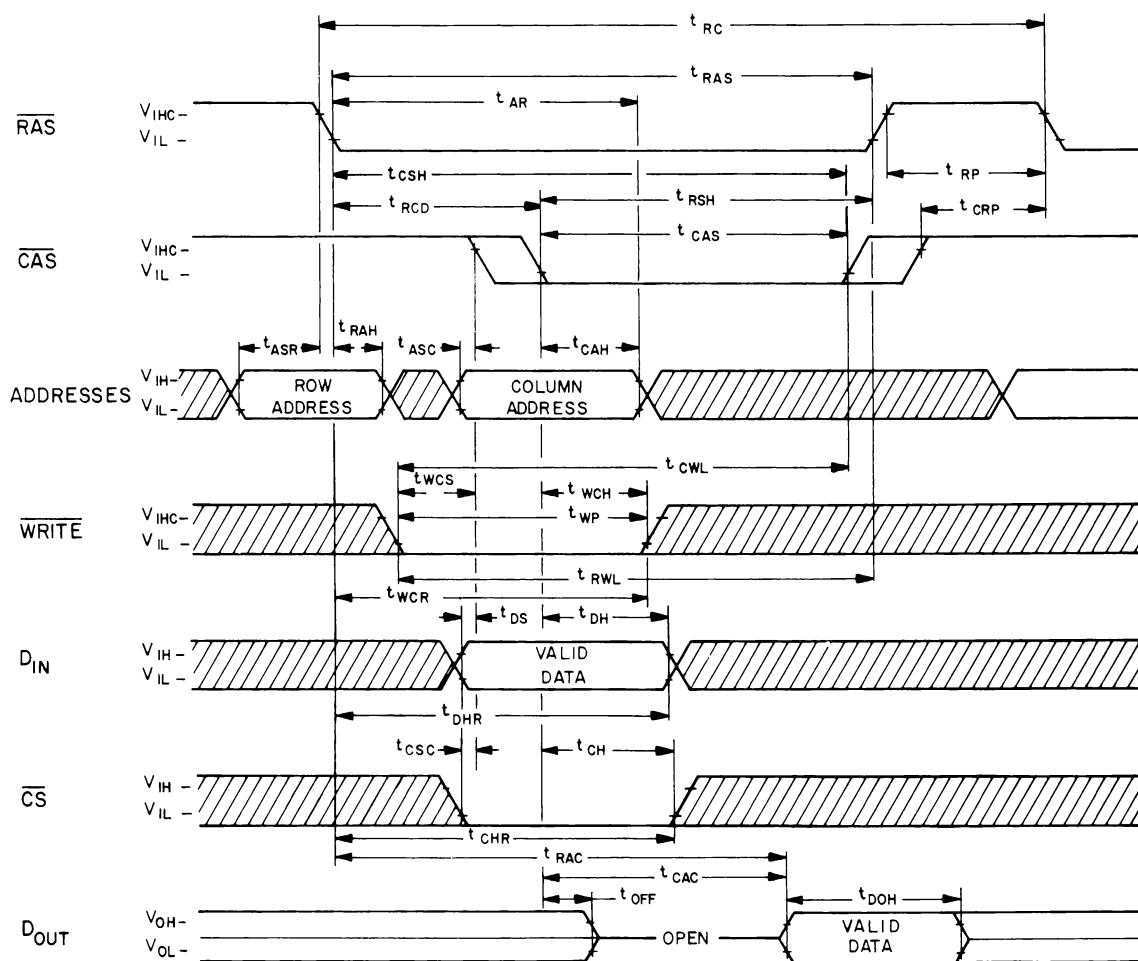 t RC
t RAS
t AR
RAS
V IHC
V IL
t CSH
t RP
t RCD
t RSH
t CRP
t CAS
CAS
V IHC
V IL
t ASR
t RAH
t ASC
t CAH
ADDRESSES
V IH
V IL
ROW ADDRESS
COLUMN ADDRESS
t CWL
t WCS
t WCH
t WP
WRITE
V IHC
V IL
t RWL
t WCR
t DS
t DH
D IN
V IH
V IL
VALID DATA
t DHR
t CSC
t CH
CS
V IH
V IL
t CHR
t RAC
t CAC
t OFF
t DOH
D OUT
V OH
V OL
OPEN
VALID DATA